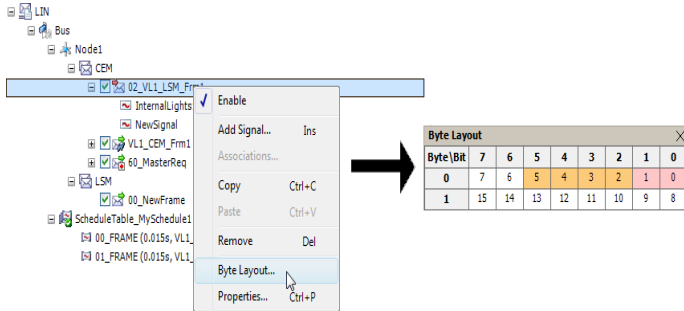 LIN
Bus
Node1
CEM
02_VL1_LSM_Frm1
InternalLights
NewSignal
VL1_CEM_Frm1
60_MasterReq
LSM
00_NewFrame
ScheduleTable_MySchedule1
00_FRAME (0.015s, VL1_
01_FRAME (0.015s, VL1_
Enable
Add Signal... Ins
Associations...
Copy Ctrl+C
Paste Ctrl+V
Remove Del
Byte Layout...
Properties... Ctrl+P
Byte Layout
Byte\Bit 7 6 5 4 3 2 1 0
0 7 6 5 4 3 2 1 0
1 15 14 13 12 11 10 9 8